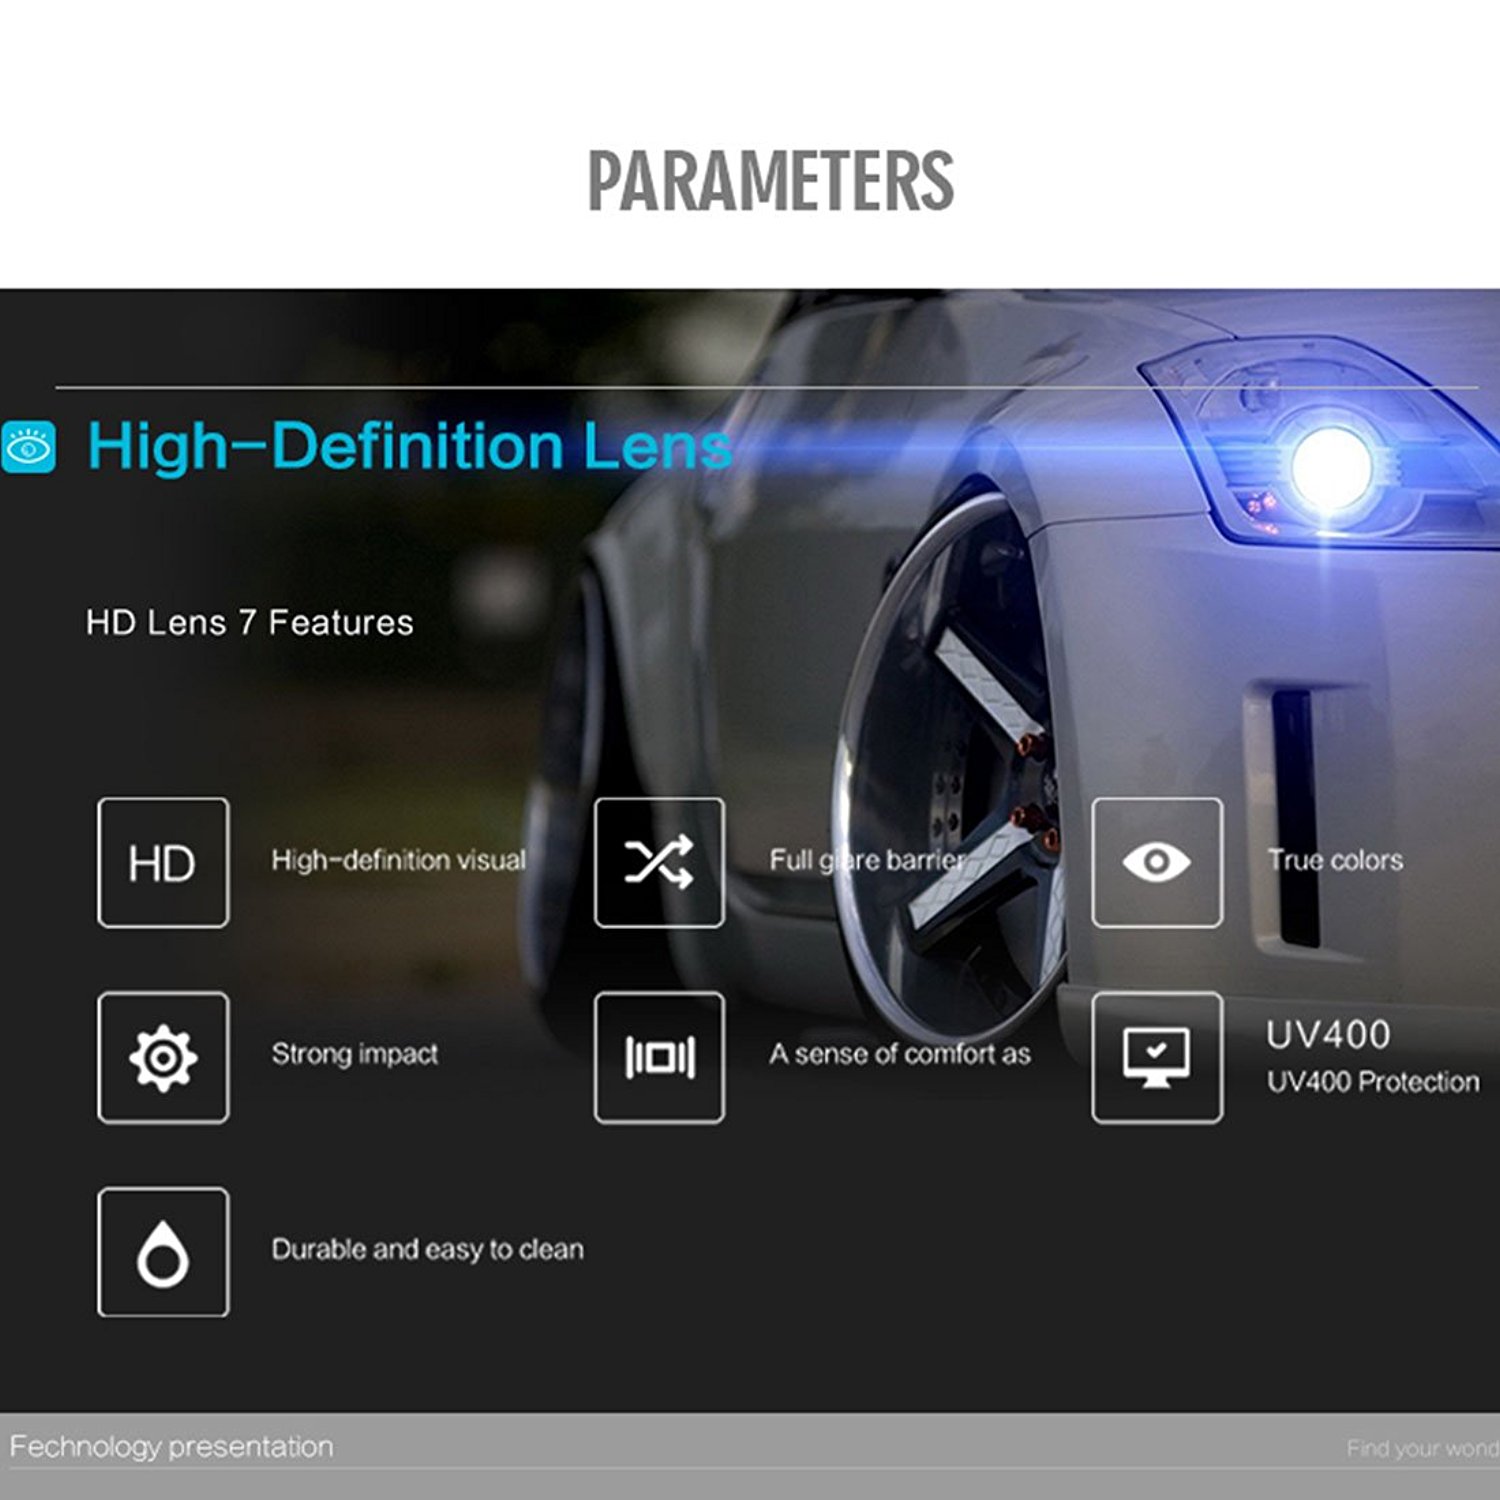 PARAMETERS
High-Definition Lens
HD Lens 7 Features
HD
High-definition visual
Full glare barrier
True colors
Strong impact
A sense of comfort as
UV400
UV400 Protection
Durable and easy to clean
Fechnology presentation
Find your wond